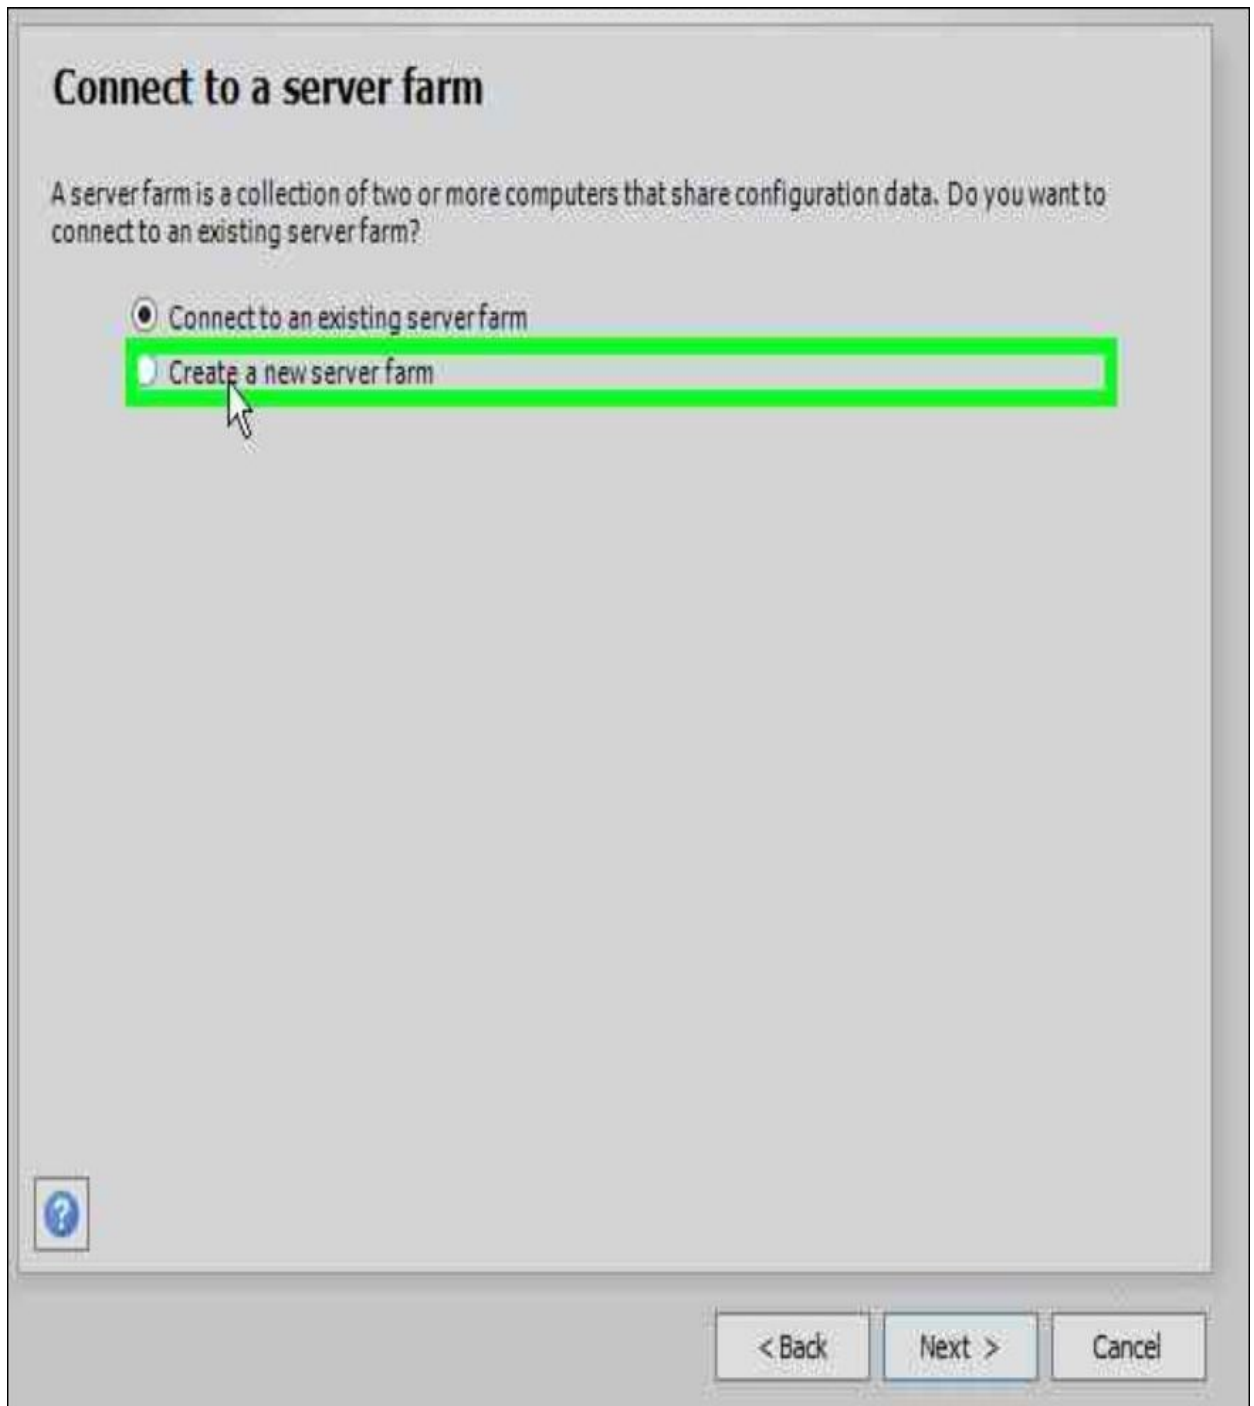 Connect to a server farm
A server farm is a collection of two or more computers that share configuration data. Do you want to
connect to an existing server farm?
Connect to an existing server farm
Create a new server farm
?
< Back
Next >
Cancel